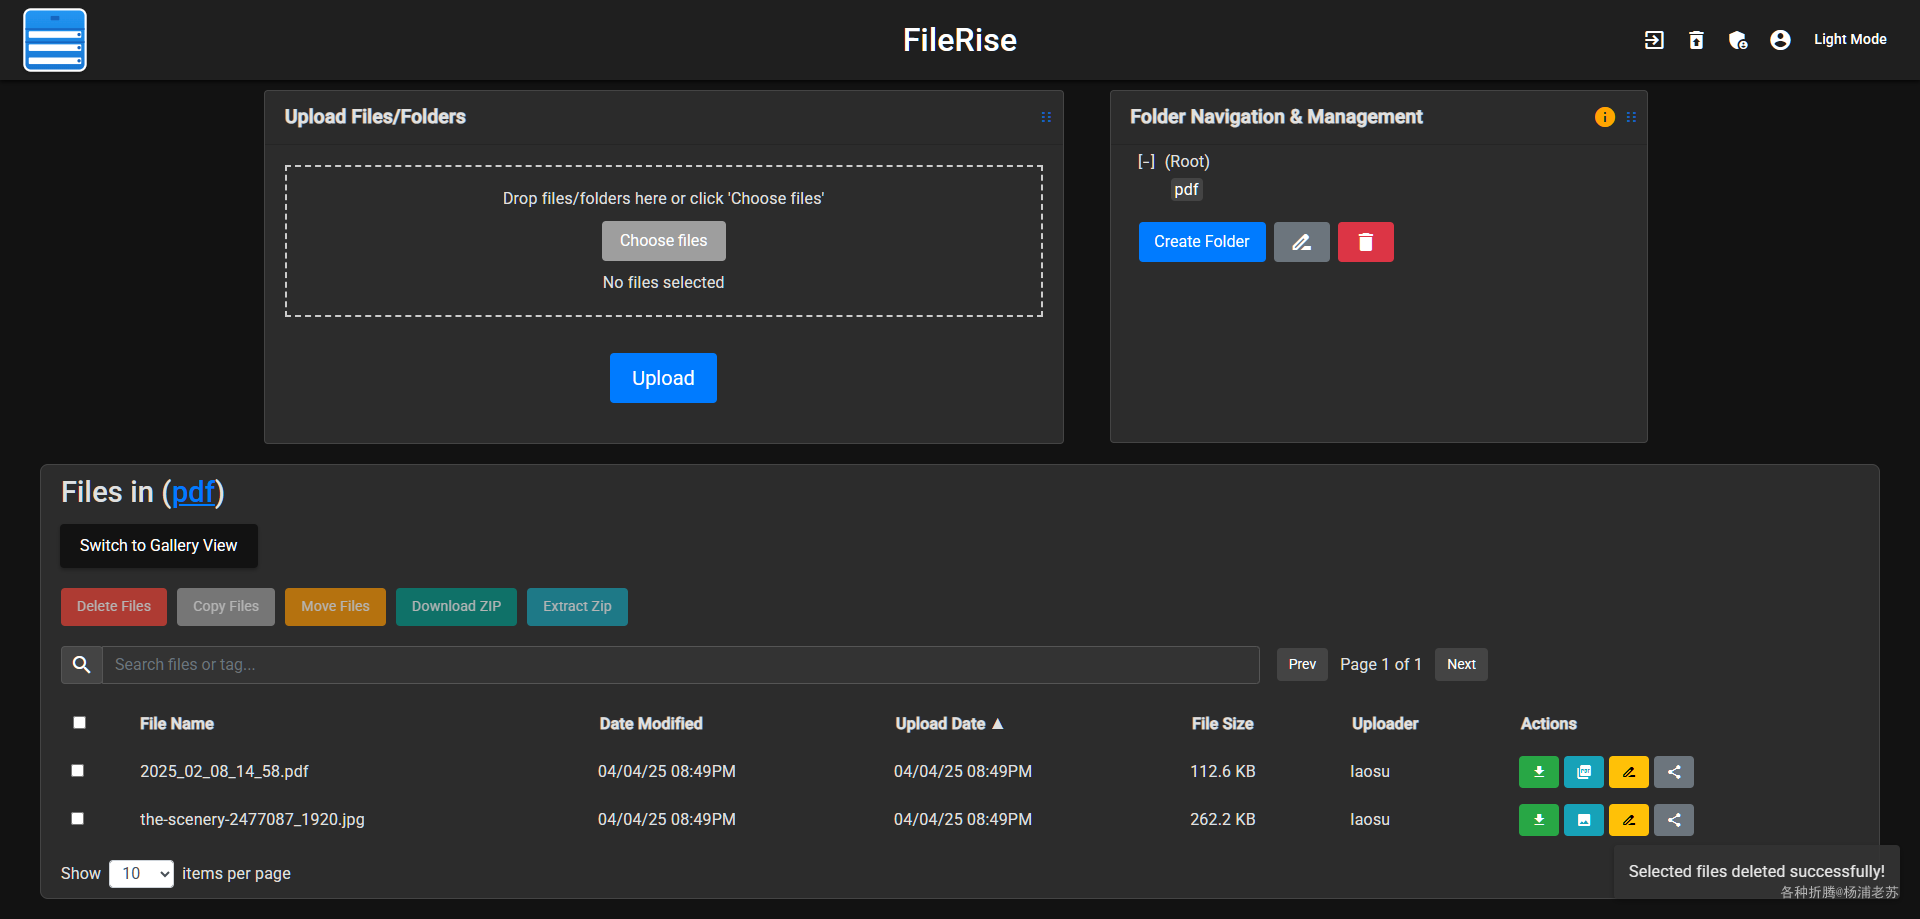 FileRise
Light Mode
Upload Files/Folders
Drop files/folders here or click 'Choose files'
Choose files
No files selected
Upload
Folder Navigation & Management
[-] (Root)
pdf
Create Folder
Files in (pdf)
Switch to Gallery View
Delete Files Copy Files Move Files Download ZIP Extract Zip
Search files or tag... Prev Page 1 of 1 Next
File Name Date Modified Upload Date ▲ File Size Uploader Actions
2025_02_08_14_58.pdf 04/04/25 08:49PM 04/04/25 08:49PM 112.6 KB laosu
the-scenery-2477087_1920.jpg 04/04/25 08:49PM 04/04/25 08:49PM 262.2 KB laosu
Show 10 items per page
Selected files deleted successfully!
各种折腾@杨浦老苏